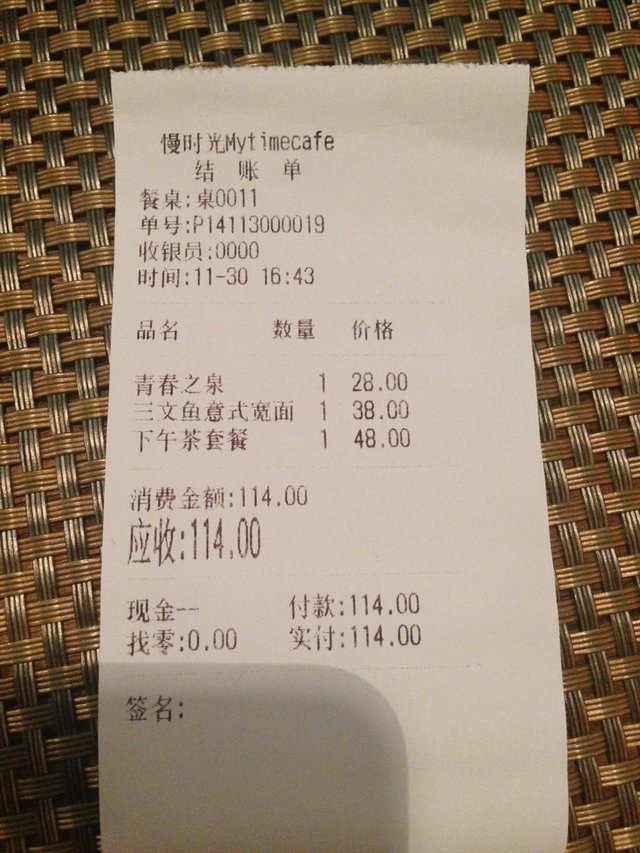 慢时光Mytimecafe
结 账 单
餐桌:桌0011
单号:P14113000019
收银员:0000
时间:11-30 16:43
品名 数量 价格
青春之泉 1 28.00
三文鱼意式宽面 1 38.00
下午茶套餐 1 48.00
消费金额:114.00
应收:114.00
现金-- 付款:114.00
找零:0.00 实付:114.00
签名: